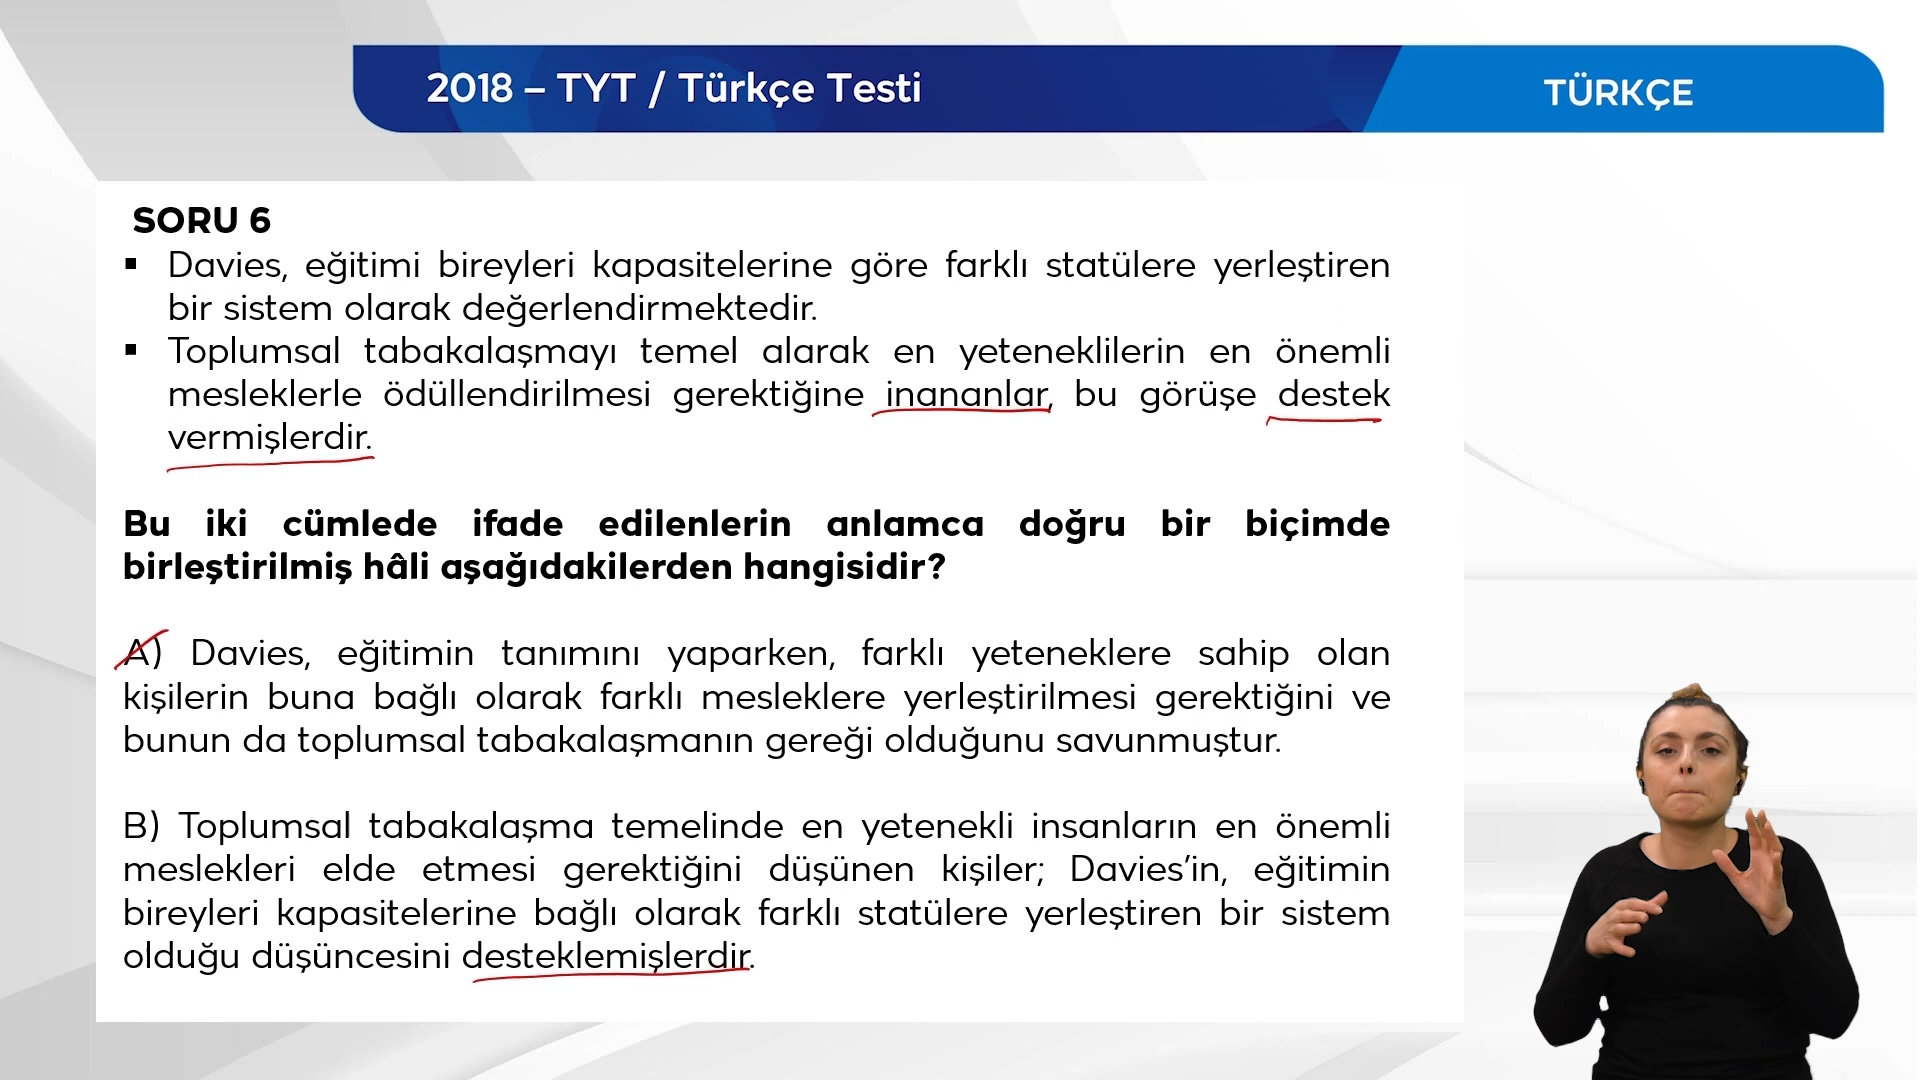 2018 – TYT / Türkçe Testi
TÜRKÇE
SORU 6
▪ Davies, eğitimi bireyleri kapasitelerine göre farklı statülere yerleştiren
bir sistem olarak değerlendirmektedir.
▪ Toplumsal tabakalaşmayı temel alarak en yeteneklilerin en önemli
mesleklerle ödüllendirilmesi gerektiğine inananlar, bu görüşe destek
vermişlerdir.
Bu iki cümlede ifade edilenlerin anlamca doğru bir biçimde
birleştirilmiş hâli aşağıdakilerden hangisidir?
A) Davies, eğitimin tanımını yaparken, farklı yeteneklere sahip olan
kişilerin buna bağlı olarak farklı mesleklere yerleştirilmesi gerektiğini ve
bunun da toplumsal tabakalaşmanın gereği olduğunu savunmuştur.
B) Toplumsal tabakalaşma temelinde en yetenekli insanların en önemli
meslekleri elde etmesi gerektiğini düşünen kişiler; Davies’in, eğitimin
bireyleri kapasitelerine bağlı olarak farklı statülere yerleştiren bir sistem
olduğu düşüncesini desteklemişlerdir.